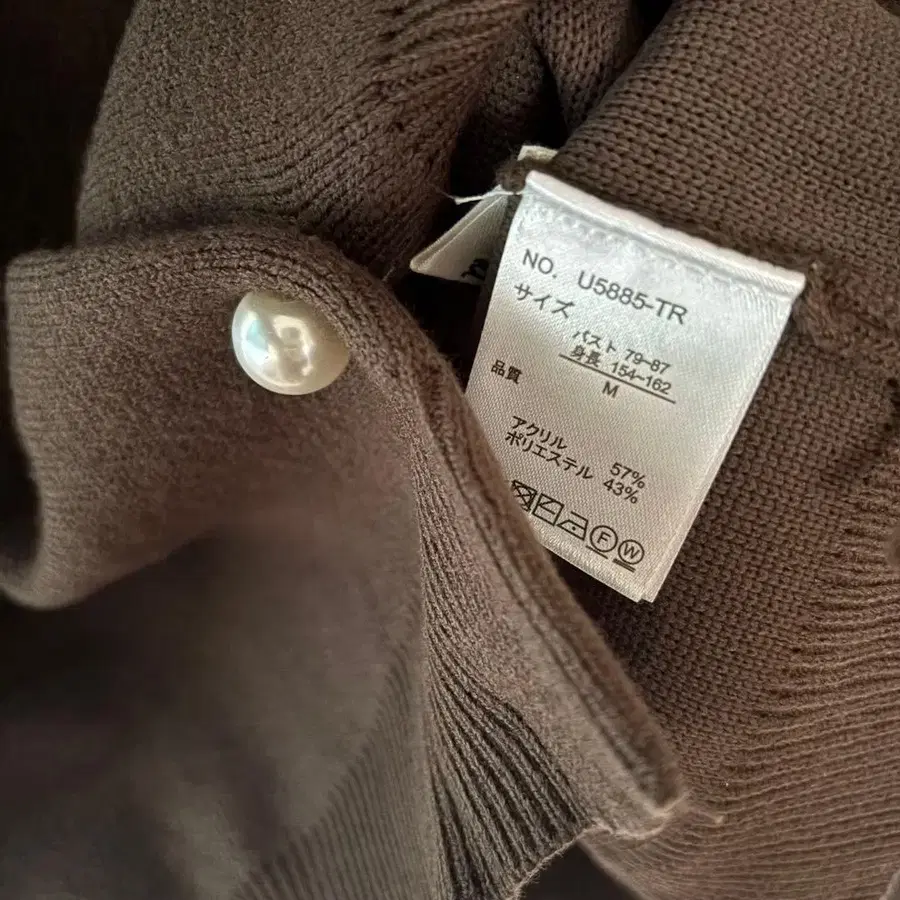 NO. U5885-TR
サイズ
バスト 79~87
身長 154~162
M
品質
アクリル 57%
ポリエステル 43%
F W